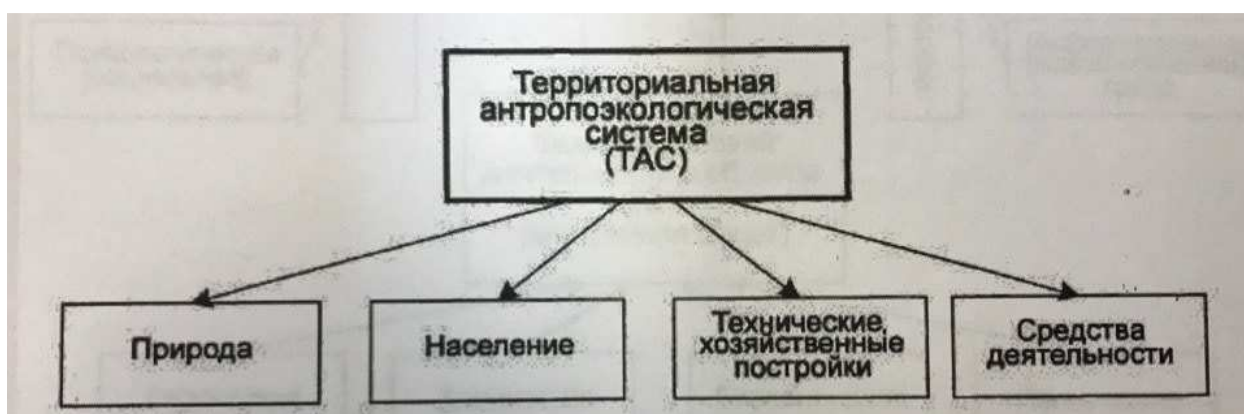 Территориальная
антропоэкологическая
система
(ТАС)
Природа
Население
Технические,
хозяйственные
постройки
Средства
деятельности